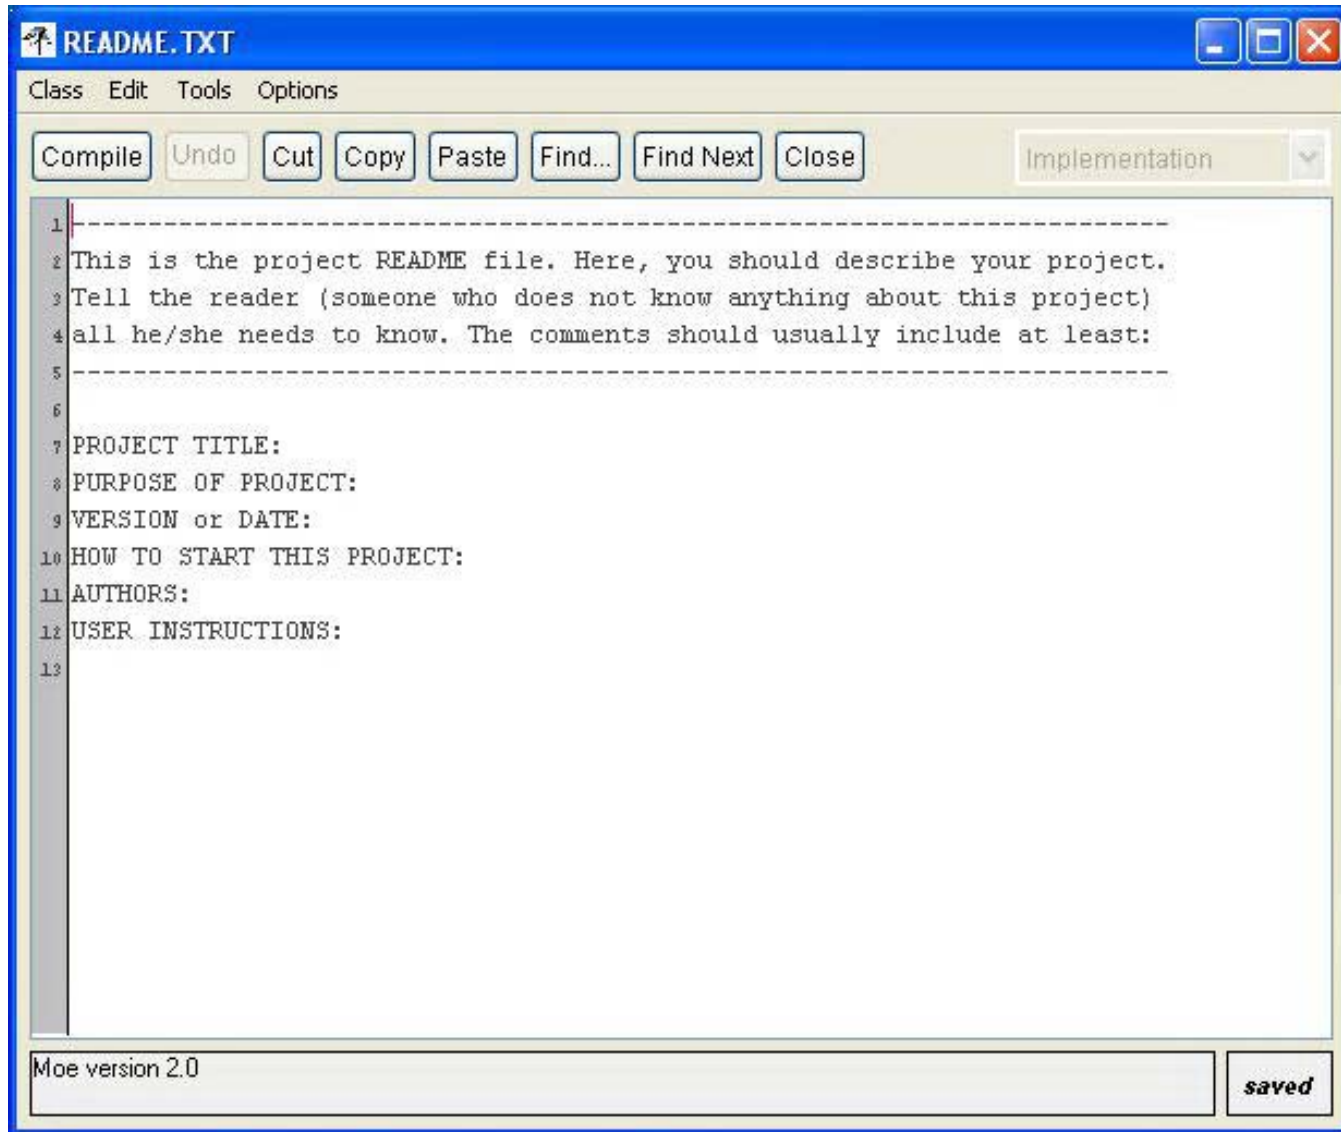 README.TXT
Class Edit Tools Options
Compile Undo Cut Copy Paste Find... Find Next Close Implementation
1 ------------------------------------------------------------------------
2 This is the project README file. Here, you should describe your project.
3 Tell the reader (someone who does not know anything about this project)
4 all he/she needs to know. The comments should usually include at least:
5 ------------------------------------------------------------------------
6
7 PROJECT TITLE:
8 PURPOSE OF PROJECT:
9 VERSION or DATE:
10 HOW TO START THIS PROJECT:
11 AUTHORS:
12 USER INSTRUCTIONS:
13
Moe version 2.0 saved